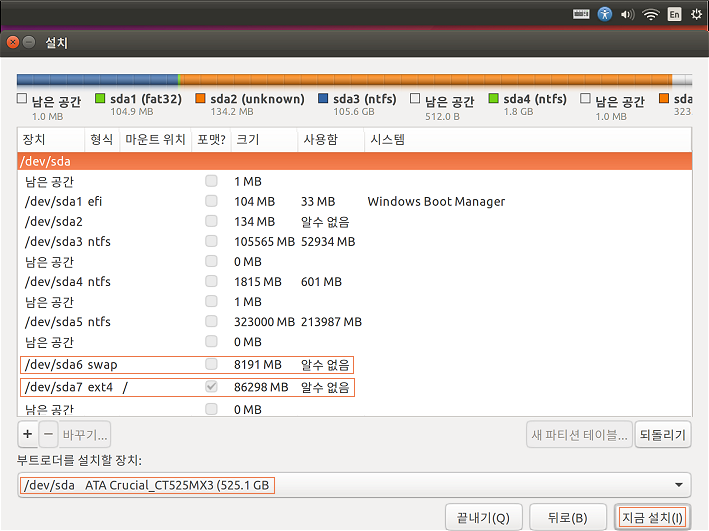 En
설치
남은 공간 sda1 (fat32) sda2 (unknown) sda3 (ntfs) 남은 공간 sda4 (ntfs) 남은 공간 sda
1.0 MB 104.9 MB 134.2 MB 105.6 GB 512.0 B 1.8 GB 1.0 MB 323.
장치 형식 마운트 위치 포맷? 크기 사용함 시스템
/dev/sda
남은 공간 1 MB
/dev/sda1 efi 104 MB 33 MB Windows Boot Manager
/dev/sda2 134 MB 알수 없음
/dev/sda3 ntfs 105565 MB 52934 MB
남은 공간 0 MB
/dev/sda4 ntfs 1815 MB 601 MB
남은 공간 1 MB
/dev/sda5 ntfs 323000 MB 213987 MB
남은 공간 0 MB
/dev/sda6 swap 8191 MB 알수 없음
/dev/sda7 ext4 / 86298 MB 알수 없음
남은 공간 0 MB
+ − 바꾸기... 새 파티션 테이블... 되돌리기
부트로더를 설치할 장치:
/dev/sda ATA Crucial_CT525MX3 (525.1 GB
끝내기(Q) 뒤로(B) 지금 설치(I)